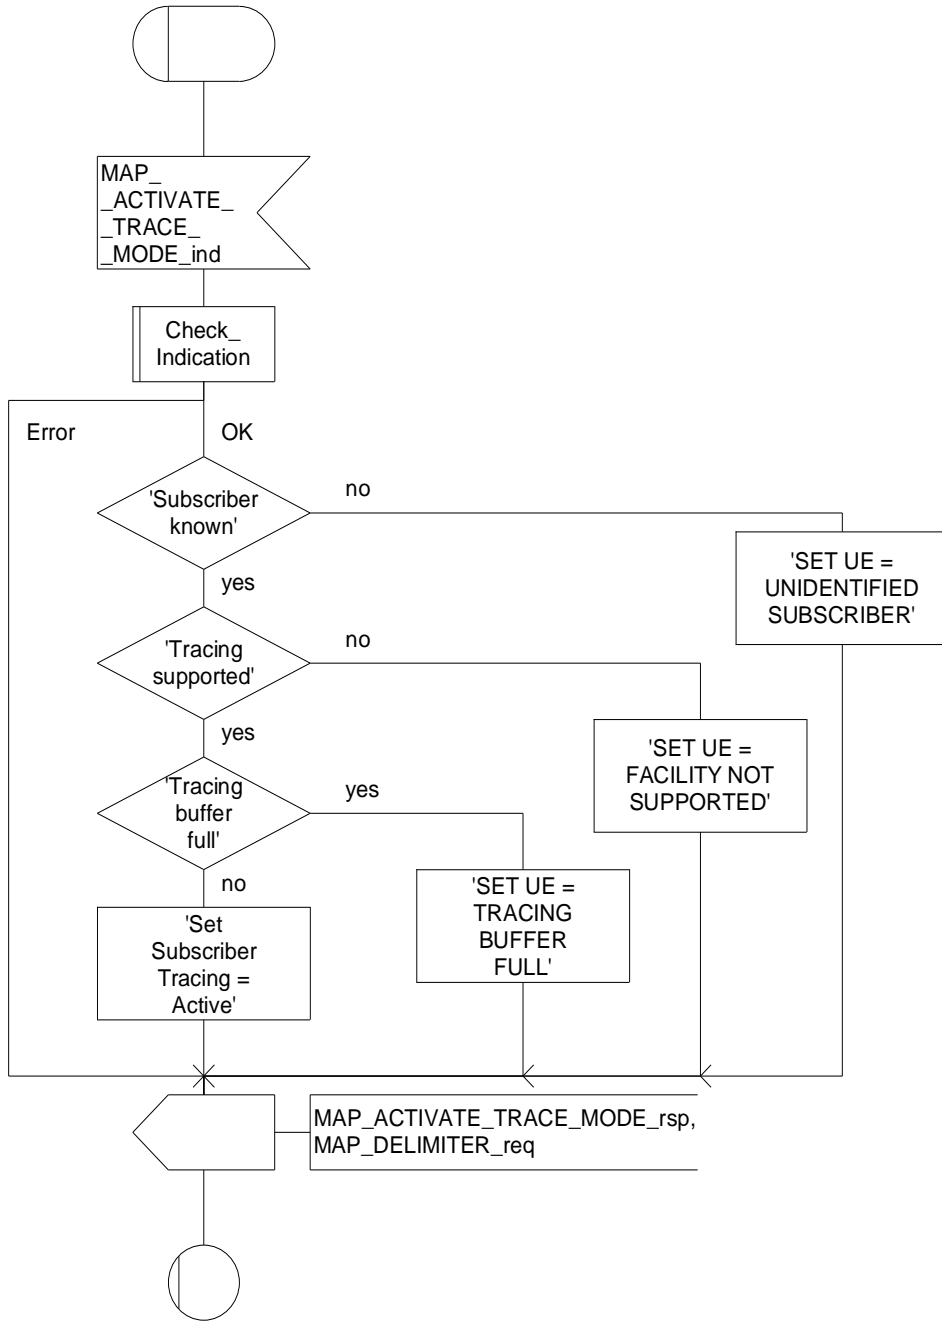 MAP_
_ACTIVATE_
_TRACE_
_MODE_ind
Check_
Indication
Error
OK
'Subscriber
known'
no
'SET UE =
UNIDENTIFIED
SUBSCRIBER'
yes
'Tracing
supported'
no
'SET UE =
FACILITY NOT
SUPPORTED'
yes
'Tracing
buffer
full'
yes
'SET UE =
TRACING
BUFFER
FULL'
no
'Set
Subscriber
Tracing =
Active'
MAP_ACTIVATE_TRACE_MODE_rsp,
MAP_DELIMITER_req